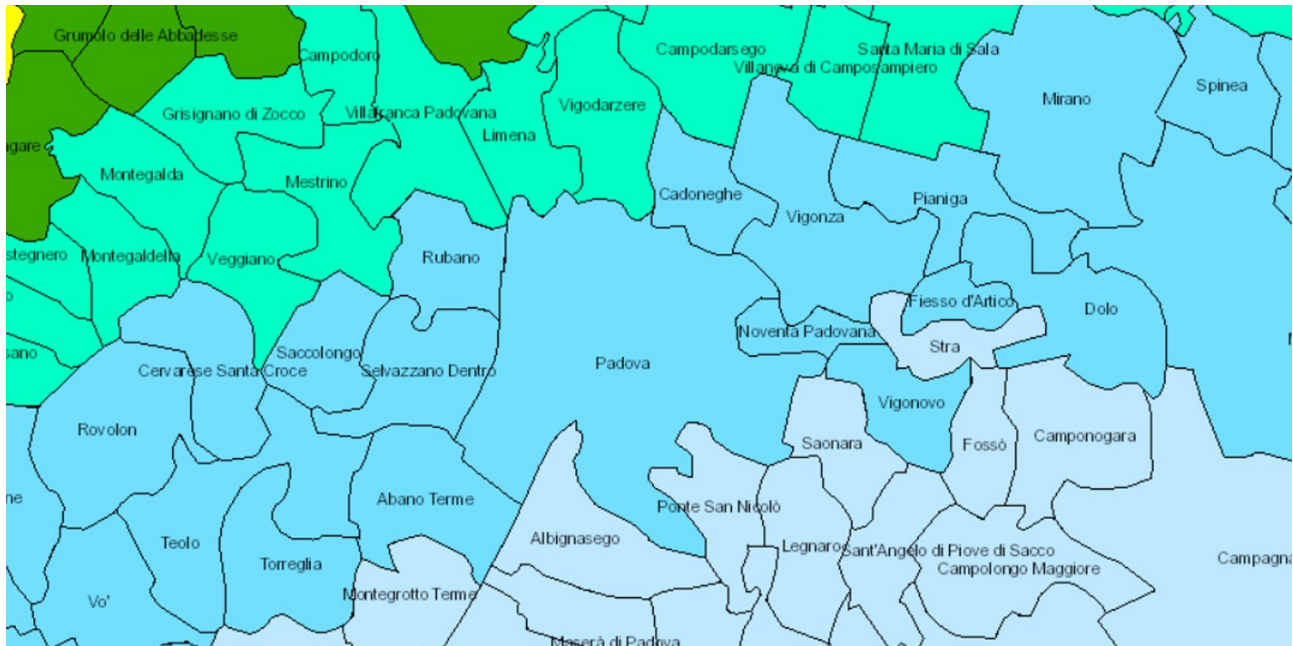 Grumolo delle Abbadesse
Campodoro
Campodarsego
Santa Maria di Sala
Villanova di Camposampiero
Mirano
Spinea
Grisignano di Zocco
Villafranca Padovana
Limena
Vigodarzere
Montegalda
Mestrino
Cadoneghe
Vigonza
Pianiga
stegnero
Montegaldella
Veggiano
Rubano
Fiesso d'Artico
Dolo
Noventa Padovana
Stra
sano
Saccolongo
Cervarese Santa Croce
Selvazzano Dentro
Padova
Vigonovo
Rovolon
Saonara
Fossò
Camponogara
ne
Abano Terme
Ponte San Nicolò
Teolo
Albignasego
Legnaro
Sant'Angelo di Piove di Sacco
Campolongo Maggiore
Campagna
Torreglia
Vo'
Montegrotto Terme
Maserà di Padova